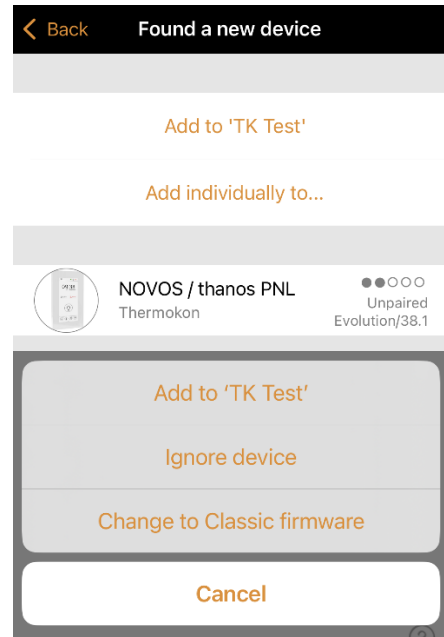 Back Found a new device
Add to 'TK Test'
Add individually to...
NOVOS / thanos PNL
Thermokon
Unpaired
Evolution/38.1
Add to ‘TK Test’
Ignore device
Change to Classic firmware
Cancel